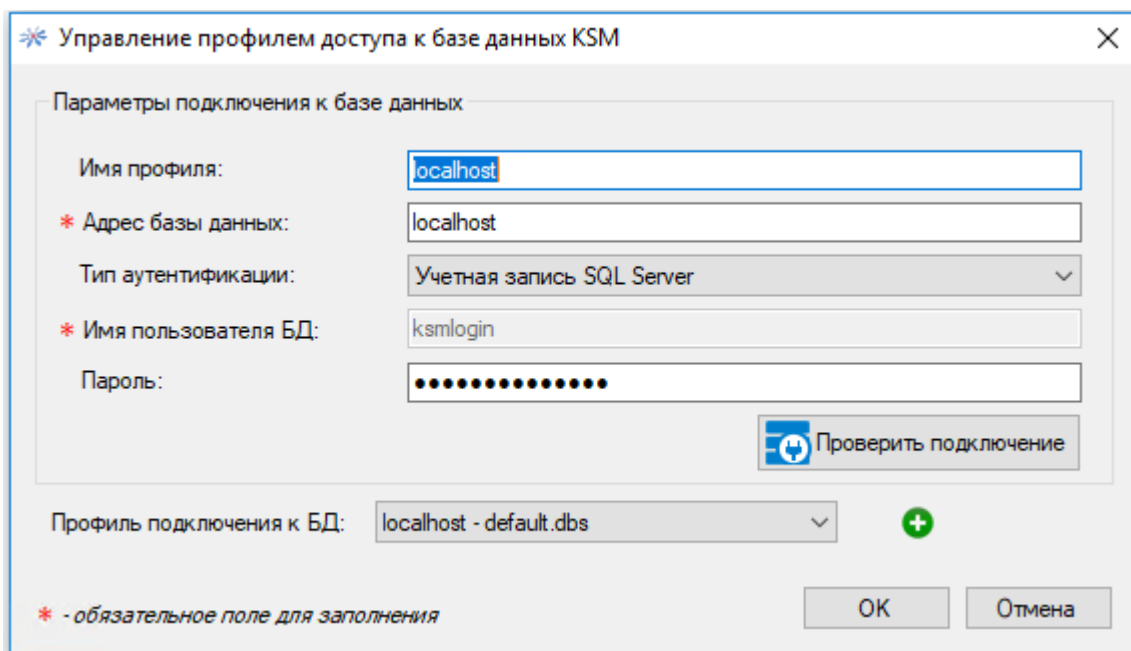 Управление профилем доступа к базе данных KSM
Параметры подключения к базе данных
Имя профиля: localhost
* Адрес базы данных: localhost
Тип аутентификации: Учетная запись SQL Server
* Имя пользователя БД: ksmlogin
Пароль: ●●●●●●●●●●●●●●
Проверить подключение
Профиль подключения к БД: localhost - default.dbs
* - обязательное поле для заполнения
OK Отмена